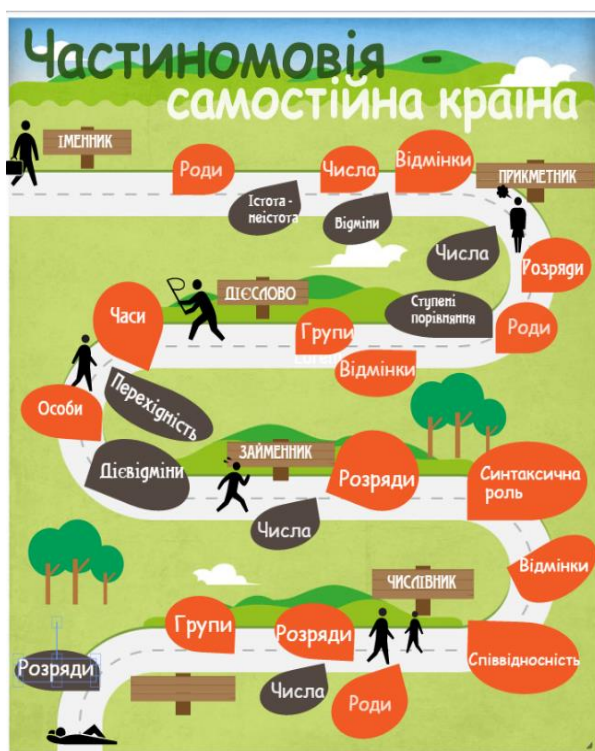 Частиномовія -
самостійна країна
ІМЕННИК
Роди
Істота -
неістота
Числа
Відміни
Відмінки
ПРИКМЕТНИК
Числа
Розряди
Ступені
порівняння
Роди
ДІЄСЛОВО
Групи
Відмінки
Часи
Особи
Перехідність
Дієвідміни
ЗАЙМЕННИК
Числа
Розряди
Синтаксична
роль
Відмінки
Співвідносність
ЧИСЛІВНИК
Роди
Числа
Розряди
Групи
Розряди